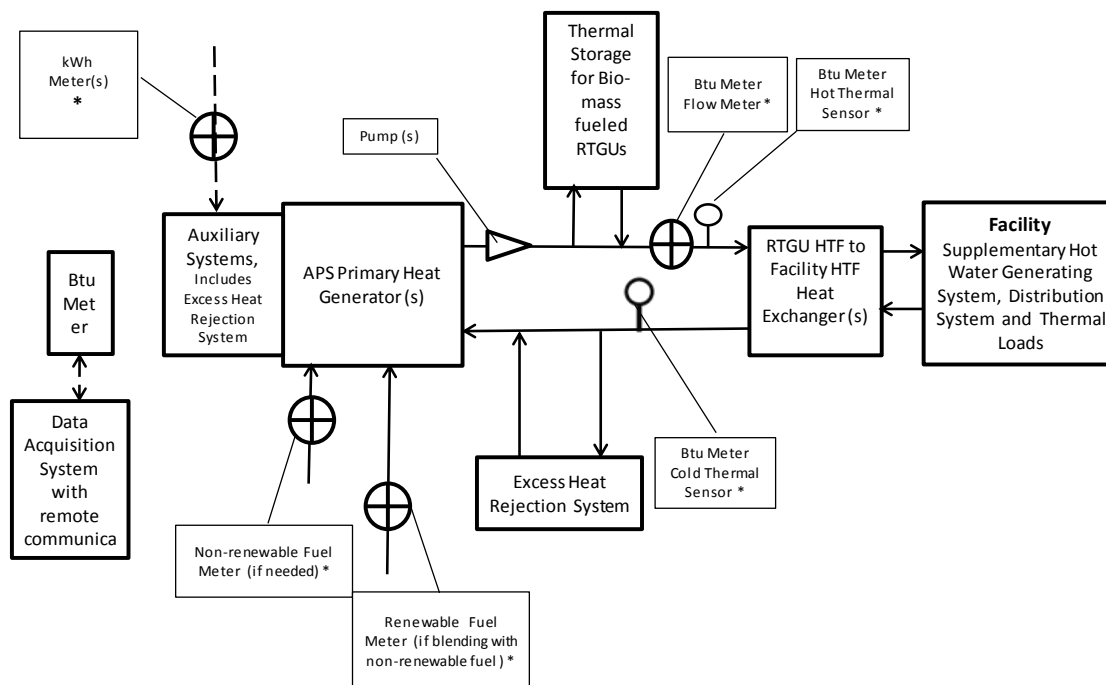 kWh
Meter(s)
*
Thermal
Storage
for Bio-
mass
fueled
RTGUs
Btu Meter
Flow Meter *
Btu Meter
Hot Thermal
Sensor *
Pump (s)
Auxiliary
Systems,
Includes
Excess Heat
Rejection
System
APS Primary Heat
Generator (s)
RTGU HTF to
Facility HTF
Heat
Exchanger (s)
Facility
Supplementary Hot
Water Generating
System, Distribution
System and Thermal
Loads
Btu
Met
er
Data
Acquisition
System
with
remote
communica
Excess Heat
Rejection System
Btu Meter
Cold Thermal
Sensor *
Non-renewable Fuel
Meter (if needed) *
Renewable Fuel
Meter (if blending with
non-renewable fuel ) *